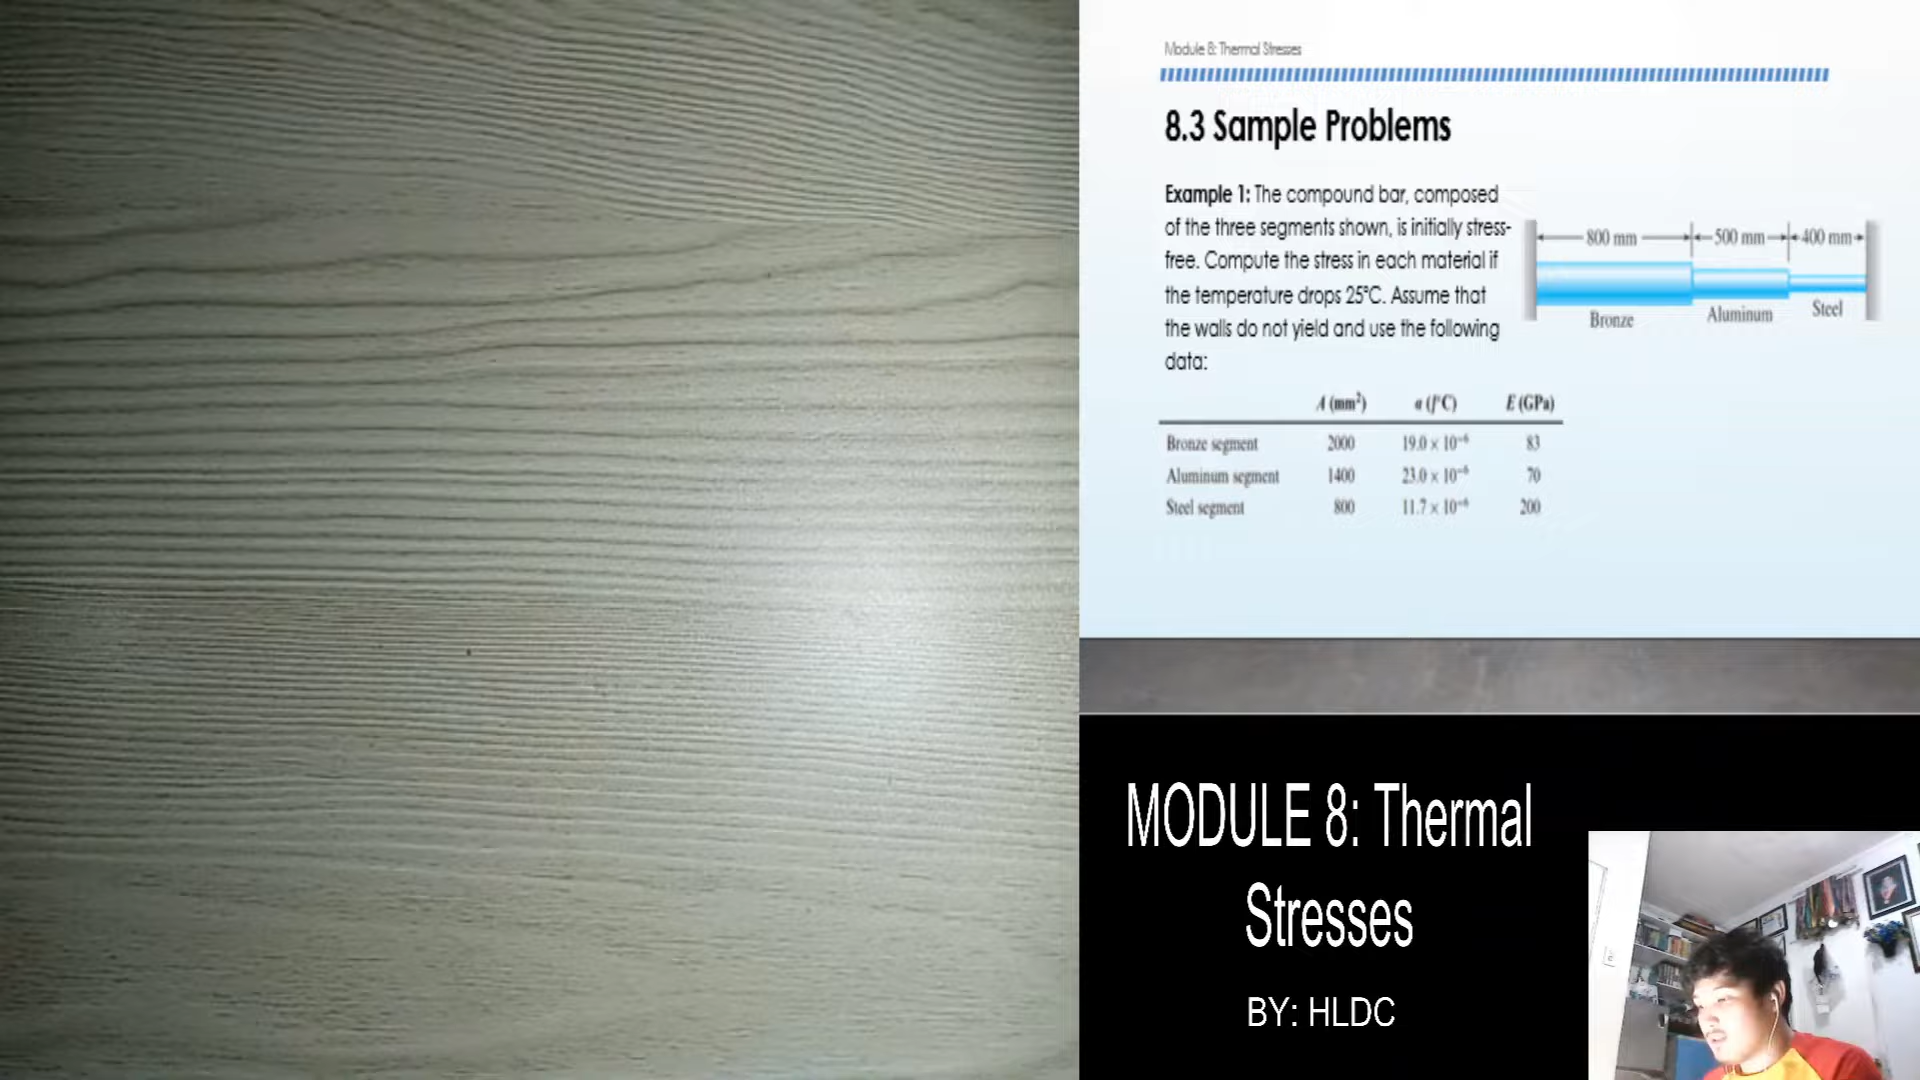 Module 8: Thermal Stresses
8.3 Sample Problems
Example 1: The compound bar, composed
of the three segments shown, is initially stress-
free. Compute the stress in each material if
the temperature drops 25°C. Assume that
the walls do not yield and use the following
data:
800 mm 500 mm 400 mm
Bronze Aluminum Steel
A (mm²) α (/°C) E (GPa)
Bronze segment 2000 19.0 × 10⁻⁶ 83
Aluminum segment 1400 23.0 × 10⁻⁶ 70
Steel segment 800 11.7 × 10⁻⁶ 200
MODULE 8: Thermal
Stresses
BY: HLDC